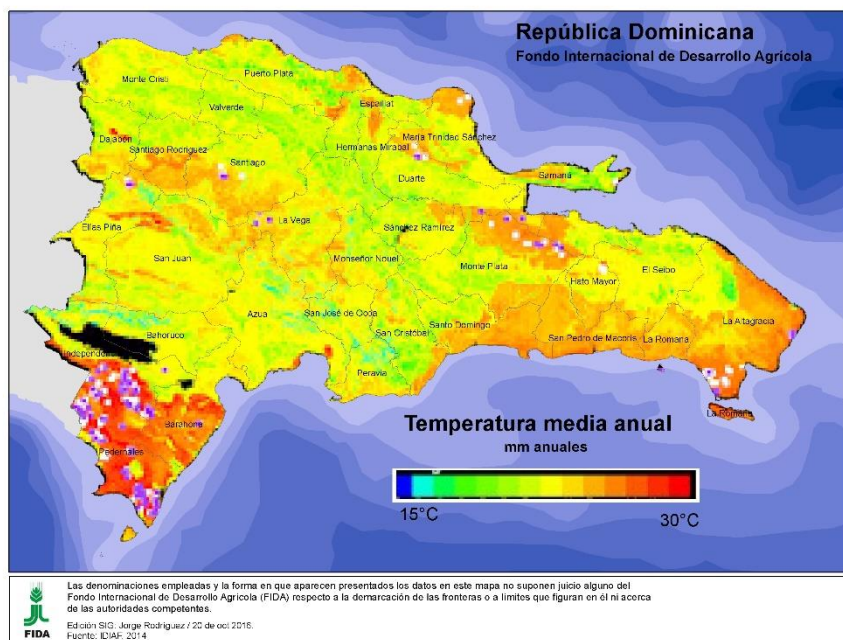 República Dominicana
Fondo Internacional de Desarrollo Agrícola
Monte Cristi
Puerto Plata
Valverde
Espaillat
Dajabón
María Trinidad Sánchez
Santiago Rodríguez
Santiago
Hermanas Mirabal
Duarte
Samaná
Elías Piña
La Vega
Sánchez Ramírez
San Juan
Monseñor Nouel
Monte Plata
Hato Mayor
El Seibo
Azua
San José de Ocoa
San Cristóbal
Santo Domingo
San Pedro de Macorís
La Romana
La Altagracia
Bahoruco
Independencia
Peravia
Barahona
Pedernales
La Romana
Temperatura media anual
mm anuales
15°C
30°C
Las denominaciones empleadas y la forma en que aparecen presentados los datos en este mapa no suponen juicio alguno del
Fondo Internacional de Desarrollo Agrícola (FIDA) respecto a la demarcación de las fronteras o a límites que figuran en él ni acerca
de las autoridades competentes.
Edición SIG: Jorge Rodríguez / 20 de oct 2016.
Fuente: IDIAF, 2014
FIDA